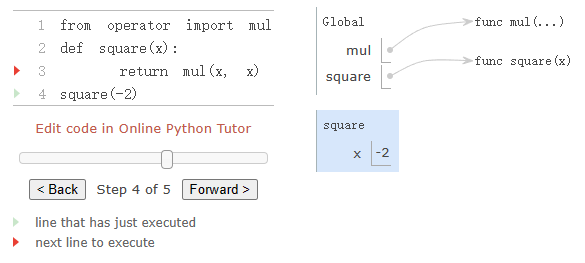 1 from operator import mul
2 def square(x):
3 return mul(x, x)
4 square(-2)
Edit code in Online Python Tutor
< Back Step 4 of 5 Forward >
line that has just executed
next line to execute
Global
mul
square
func mul(...)
func square(x)
square
x -2